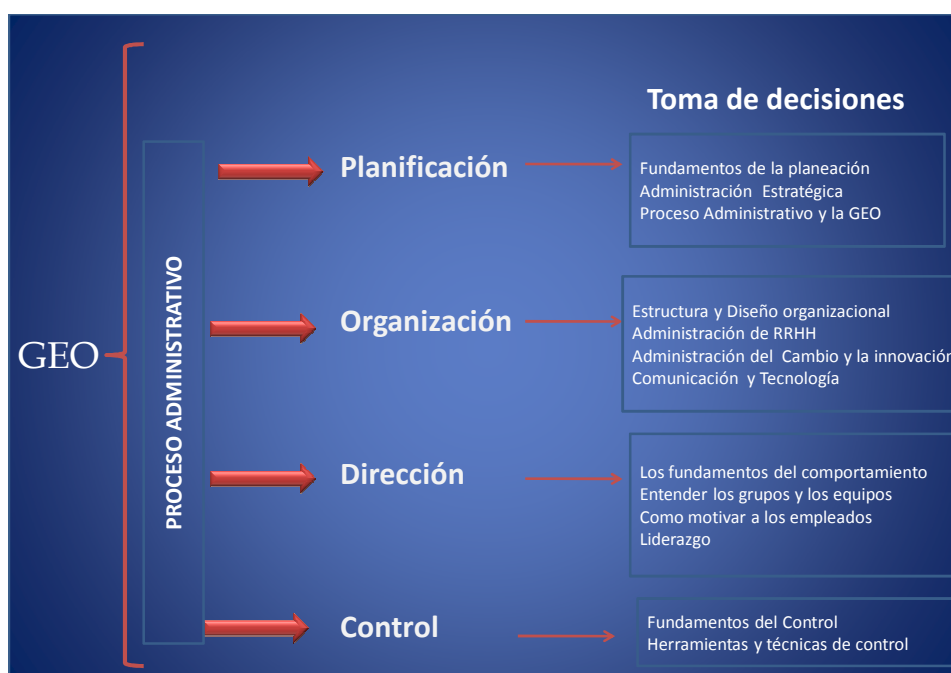 Toma de decisiones
GEO
PROCESO ADMINISTRATIVO
Planificación
Fundamentos de la planeación
Administración Estratégica
Proceso Administrativo y la GEO
Organización
Estructura y Diseño organizacional
Administración de RRHH
Administración del Cambio y la innovación
Comunicación y Tecnología
Dirección
Los fundamentos del comportamiento
Entender los grupos y los equipos
Como motivar a los empleados
Liderazgo
Control
Fundamentos del Control
Herramientas y técnicas de control